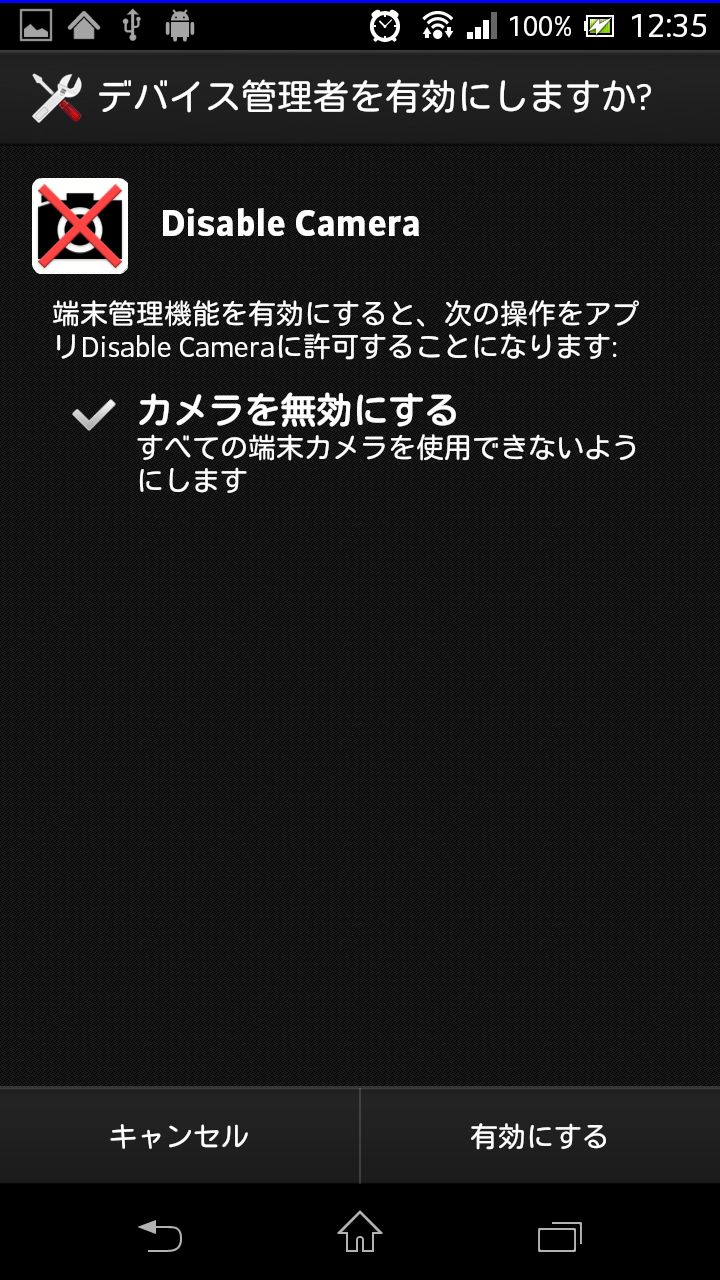 100% 12:35
デバイス管理者を有効にしますか?
Disable Camera
端末管理機能を有効にすると、次の操作をアプ
リDisable Cameraに許可することになります:
カメラを無効にする
すべての端末カメラを使用できないよう
にします
キャンセル 有効にする